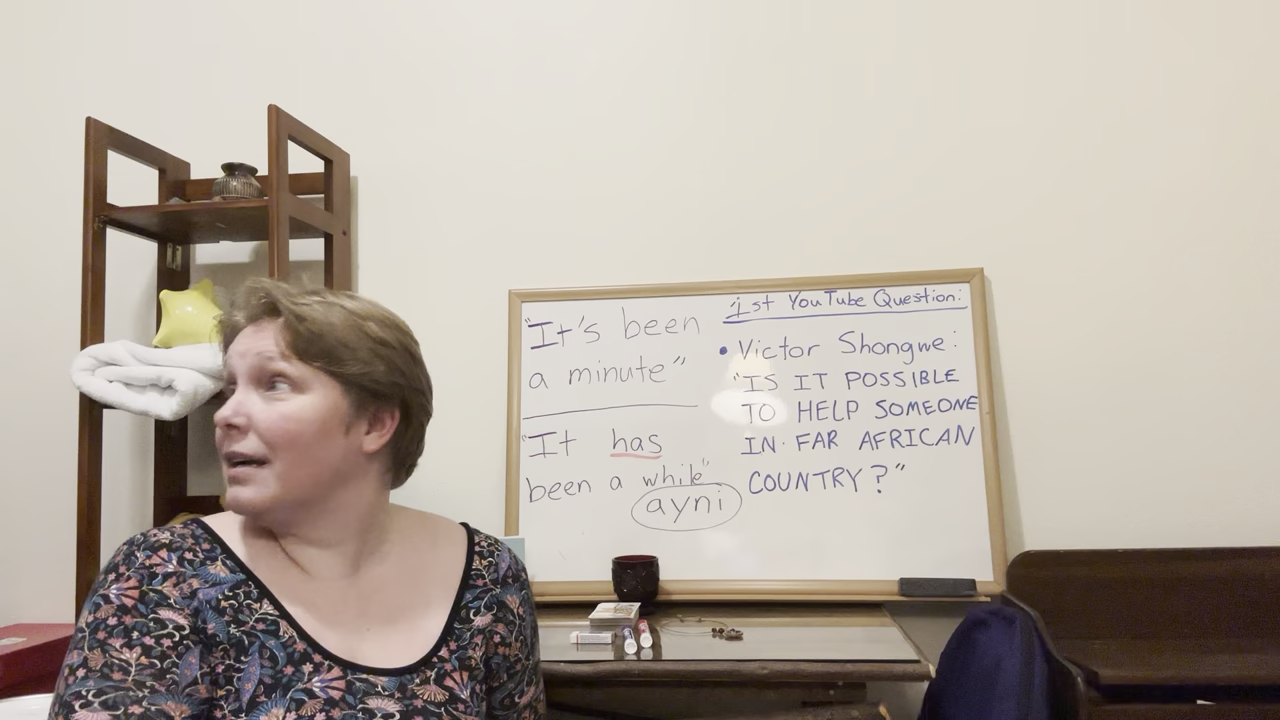 "It's been
a minute"
"It has
been a while"
ayni
"1st YouTube Question:
• Victor Shongwe:
"IS IT POSSIBLE
TO HELP SOMEONE
IN FAR AFRICAN
COUNTRY?"